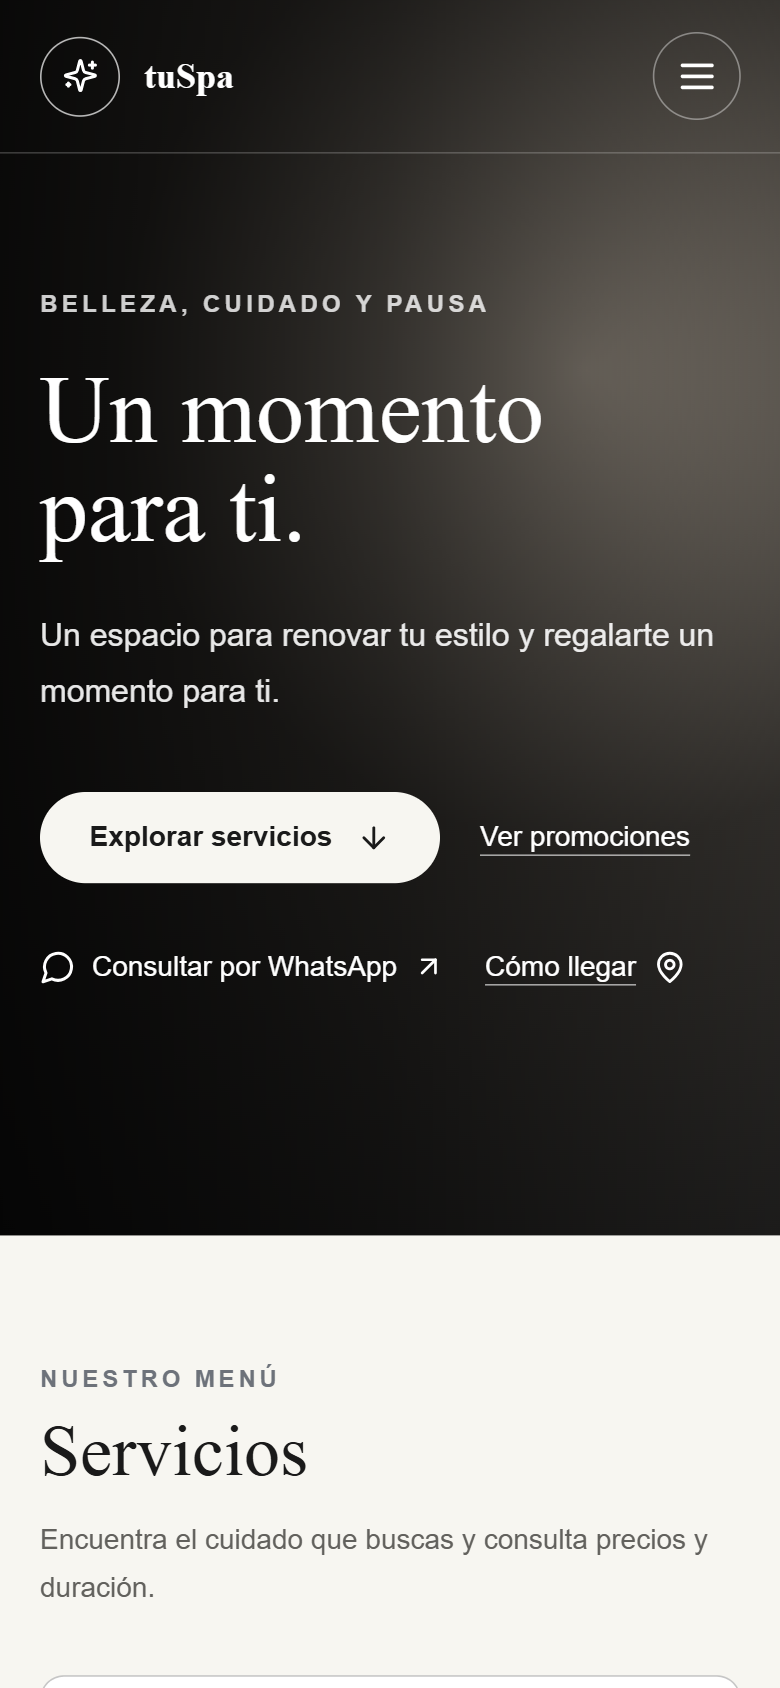 tuSpa
BELLEZA, CUIDADO Y PAUSA
Un momento
para ti.
Un espacio para renovar tu estilo y regalarte un
momento para ti.
Explorar servicios
Ver promociones
Consultar por WhatsApp
Cómo llegar
NUESTRO MENÚ
Servicios
Encuentra el cuidado que buscas y consulta precios y
duración.